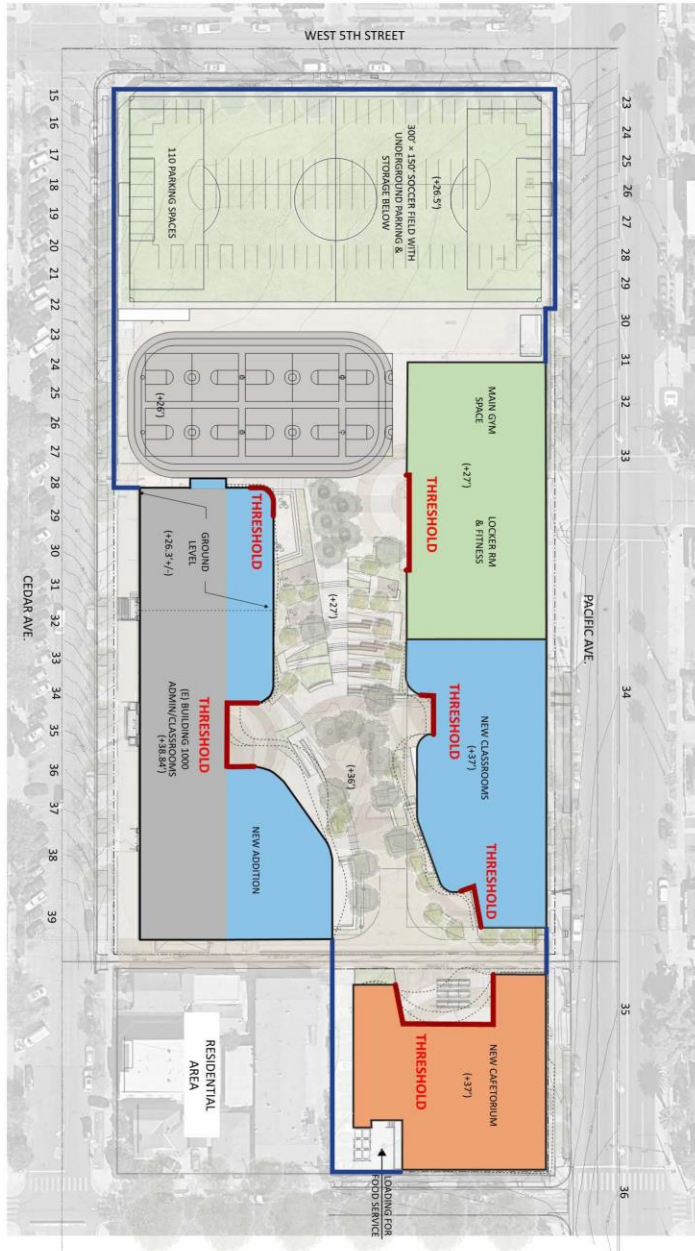 WEST 5TH STREET
15
16
17
18
19
20
21
22
23
24
25
26
27
28
29
30
31
32
33
34
35
36
37
38
39
23
24
25
26
27
28
29
30
31
32
33
34
35
36
110 PARKING SPACES
300' × 150' SOCCER FIELD WITH
UNDERGROUND PARKING &
STORAGE BELOW
(+26.5')
(+26')
MAIN GYM
SPACE
(+27')
LOCKER RM
& FITNESS
THRESHOLD
THRESHOLD
GROUND
LEVEL
(+26.3'+/-)
(+27')
CEDAR AVE.
PACIFIC AVE.
(E) BUILDING 1000
ADMIN/CLASSROOMS
(+38.84')
THRESHOLD
THRESHOLD
NEW CLASSROOMS
(+37')
(+36')
NEW ADDITION
THRESHOLD
RESIDENTIAL
AREA
THRESHOLD
NEW CAFETORIUM
(+37')
LOADING FOR
FOOD SERVICE